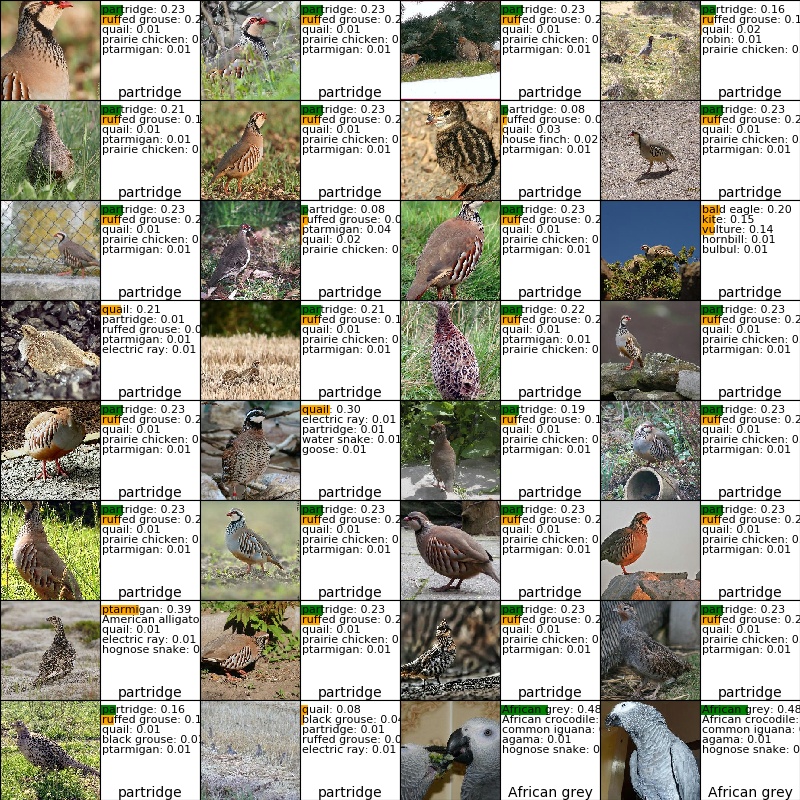 partridge: 0.23
ruffed grouse: 0.2
quail: 0.01
prairie chicken: 0
ptarmigan: 0.01
partridge
partridge: 0.23
ruffed grouse: 0.2
quail: 0.01
prairie chicken: 0
ptarmigan: 0.01
partridge
partridge: 0.23
ruffed grouse: 0.2
quail: 0.01
prairie chicken: 0
ptarmigan: 0.01
partridge
partridge: 0.16
ruffed grouse: 0.1
quail: 0.02
robin: 0.01
prairie chicken: 0
partridge
partridge: 0.21
ruffed grouse: 0.1
quail: 0.01
ptarmigan: 0.01
prairie chicken: 0
partridge
partridge: 0.23
ruffed grouse: 0.2
quail: 0.01
prairie chicken: 0
ptarmigan: 0.01
partridge
partridge: 0.08
ruffed grouse: 0.0
quail: 0.03
house finch: 0.02
ptarmigan: 0.01
partridge
partridge: 0.23
ruffed grouse: 0.2
quail: 0.01
prairie chicken: 0
ptarmigan: 0.01
partridge
partridge: 0.23
ruffed grouse: 0.2
quail: 0.01
prairie chicken: 0
ptarmigan: 0.01
partridge
partridge: 0.08
ruffed grouse: 0.0
ptarmigan: 0.04
quail: 0.02
prairie chicken: 0
partridge
partridge: 0.23
ruffed grouse: 0.2
quail: 0.01
prairie chicken: 0
ptarmigan: 0.01
partridge
bald eagle: 0.20
kite: 0.15
vulture: 0.14
hornbill: 0.01
bulbul: 0.01
partridge
quail: 0.21
partridge: 0.01
ruffed grouse: 0.0
ptarmigan: 0.01
electric ray: 0.01
partridge
partridge: 0.21
ruffed grouse: 0.1
quail: 0.01
prairie chicken: 0
ptarmigan: 0.01
partridge
partridge: 0.22
ruffed grouse: 0.2
quail: 0.01
ptarmigan: 0.01
prairie chicken: 0
partridge
partridge: 0.23
ruffed grouse: 0.2
quail: 0.01
prairie chicken: 0
ptarmigan: 0.01
partridge
partridge: 0.23
ruffed grouse: 0.2
quail: 0.01
prairie chicken: 0
ptarmigan: 0.01
partridge
quail: 0.30
electric ray: 0.01
partridge: 0.01
water snake: 0.01
goose: 0.01
partridge
partridge: 0.19
ruffed grouse: 0.1
quail: 0.01
prairie chicken: 0
ptarmigan: 0.01
partridge
partridge: 0.23
ruffed grouse: 0.2
quail: 0.01
prairie chicken: 0
ptarmigan: 0.01
partridge
partridge: 0.23
ruffed grouse: 0.2
quail: 0.01
prairie chicken: 0
ptarmigan: 0.01
partridge
partridge: 0.23
ruffed grouse: 0.2
quail: 0.01
prairie chicken: 0
ptarmigan: 0.01
partridge
partridge: 0.23
ruffed grouse: 0.2
quail: 0.01
prairie chicken: 0
ptarmigan: 0.01
partridge
partridge: 0.23
ruffed grouse: 0.2
quail: 0.01
prairie chicken: 0
ptarmigan: 0.01
partridge
ptarmigan: 0.39
American alligato
quail: 0.01
electric ray: 0.01
hognose snake: 0
partridge
partridge: 0.23
ruffed grouse: 0.2
quail: 0.01
prairie chicken: 0
ptarmigan: 0.01
partridge
partridge: 0.23
ruffed grouse: 0.2
quail: 0.01
prairie chicken: 0
ptarmigan: 0.01
partridge
partridge: 0.23
ruffed grouse: 0.2
quail: 0.01
prairie chicken: 0
ptarmigan: 0.01
partridge
partridge: 0.16
ruffed grouse: 0.1
quail: 0.01
black grouse: 0.01
ptarmigan: 0.01
partridge
quail: 0.08
black grouse: 0.04
partridge: 0.01
ruffed grouse: 0.0
electric ray: 0.01
partridge
African grey: 0.48
African crocodile:
common iguana: 0
agama: 0.01
hognose snake: 0
African grey
African grey: 0.48
African crocodile:
common iguana: 0
agama: 0.01
hognose snake: 0
African grey